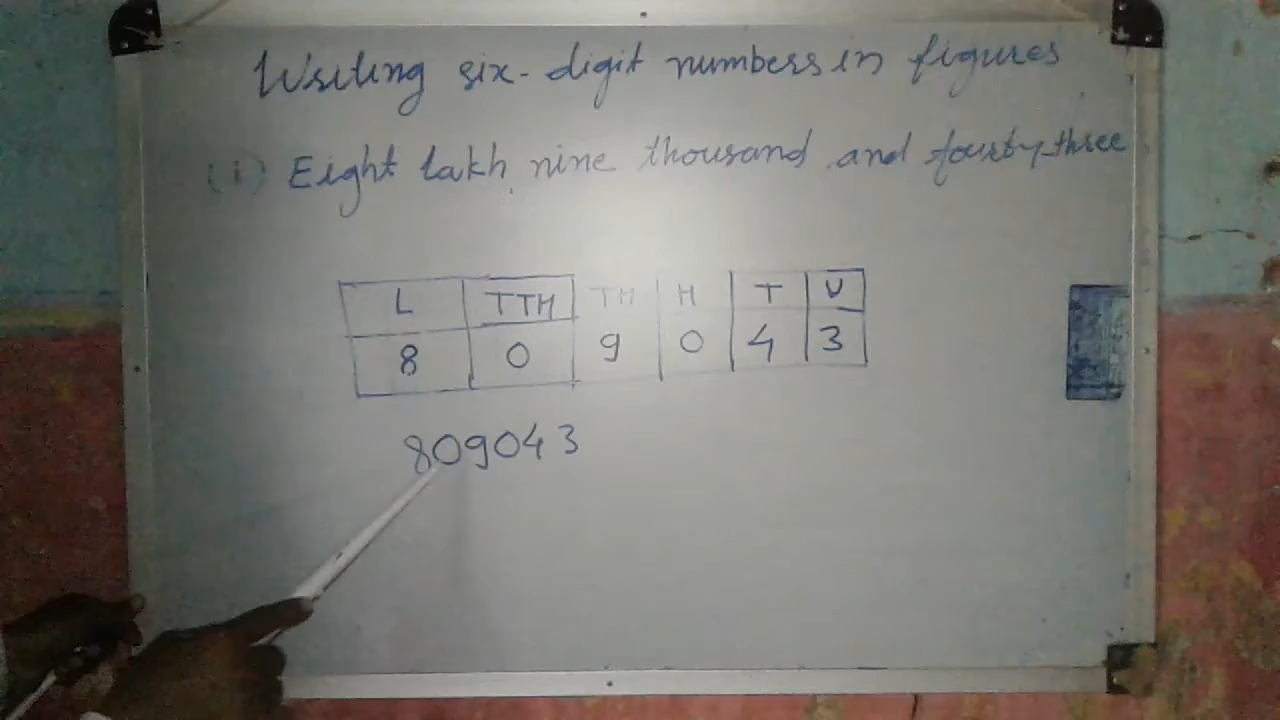 Writing six-digit numbers in figures
(i) Eight lakh nine thousand and fourty-three
L TTH TH H T U
8 0 9 0 4 3
809043